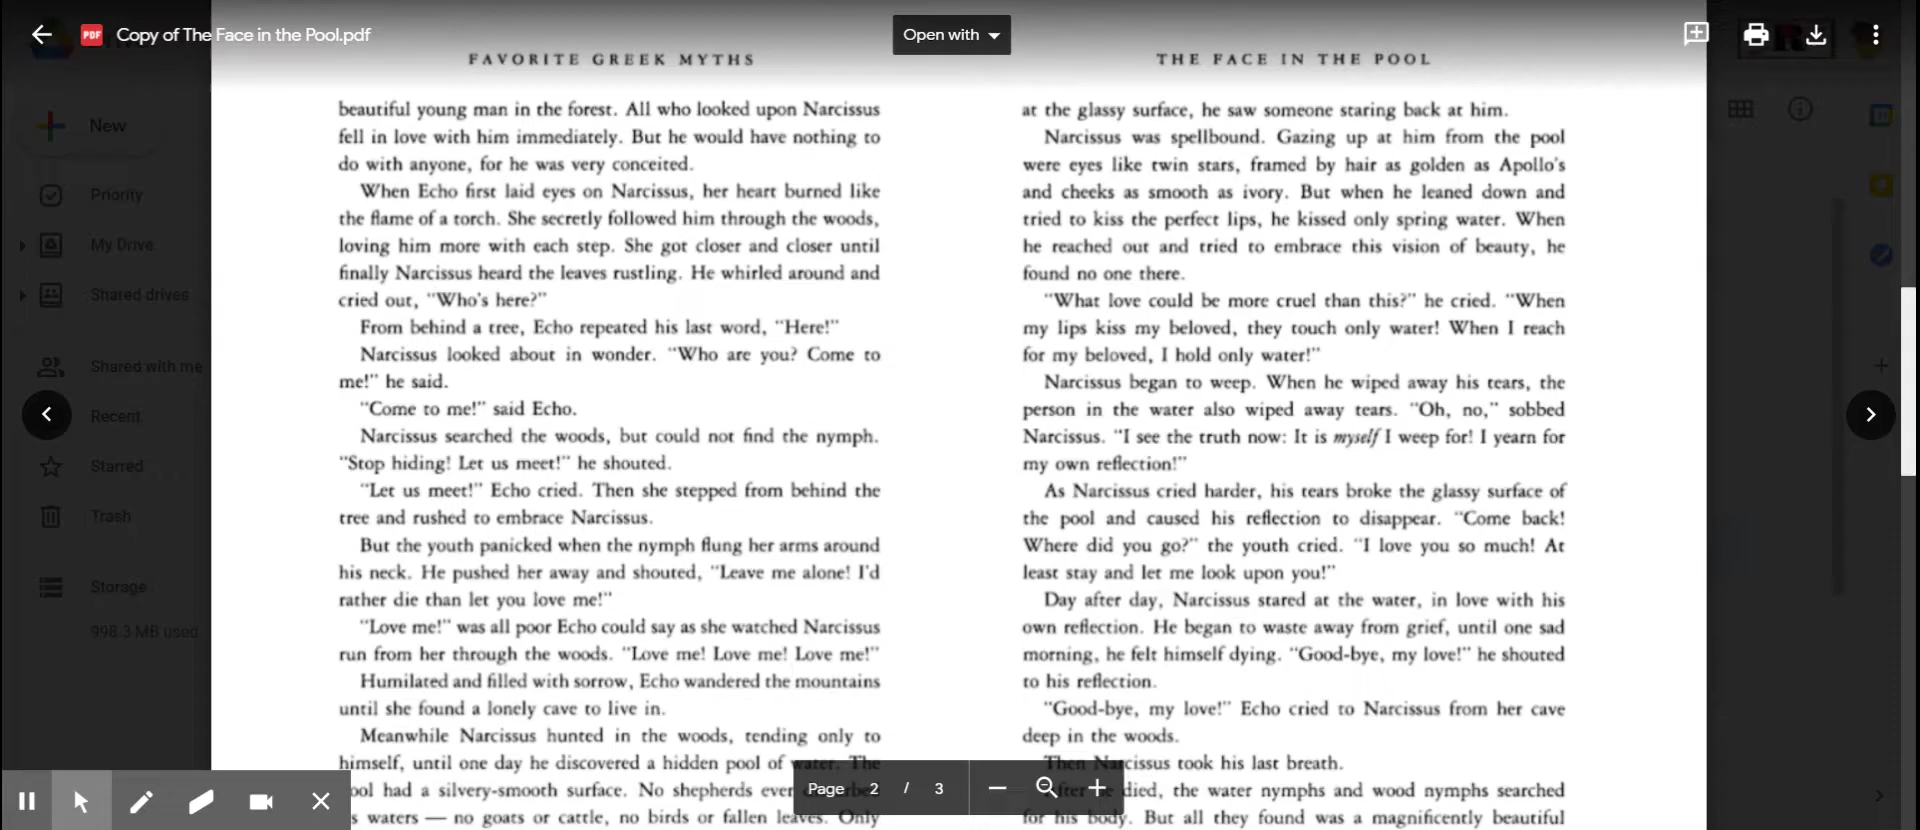 Copy of The Face in the Pool.pdf
Open with
New
Priority
My Drive
Shared drives
Shared with me
Recent
Starred
Trash
Storage
998.3 MB used
FAVORITE GREEK MYTHS
beautiful young man in the forest. All who looked upon Narcissus
fell in love with him immediately. But he would have nothing to
do with anyone, for he was very conceited.
When Echo first laid eyes on Narcissus, her heart burned like
the flame of a torch. She secretly followed him through the woods,
loving him more with each step. She got closer and closer until
finally Narcissus heard the leaves rustling. He whirled around and
cried out, "Who's here?"
From behind a tree, Echo repeated his last word, "Here!"
Narcissus looked about in wonder. "Who are you? Come to
me!" he said.
"Come to me!" said Echo.
Narcissus searched the woods, but could not find the nymph.
"Stop hiding! Let us meet!" he shouted.
"Let us meet!" Echo cried. Then she stepped from behind the
tree and rushed to embrace Narcissus.
But the youth panicked when the nymph flung her arms around
his neck. He pushed her away and shouted, "Leave me alone! I'd
rather die than let you love me!"
"Love me!" was all poor Echo could say as she watched Narcissus
run from her through the woods. "Love me! Love me! Love me!"
Humilated and filled with sorrow, Echo wandered the mountains
until she found a lonely cave to live in.
Meanwhile Narcissus hunted in the woods, tending only to
himself, until one day he discovered a hidden pool of water. The
ool had a silvery-smooth surface. No shepherds ever
s waters — no goats or cattle, no birds or fallen leaves. Only
THE FACE IN THE POOL
at the glassy surface, he saw someone staring back at him.
Narcissus was spellbound. Gazing up at him from the pool
were eyes like twin stars, framed by hair as golden as Apollo's
and cheeks as smooth as ivory. But when he leaned down and
tried to kiss the perfect lips, he kissed only spring water. When
he reached out and tried to embrace this vision of beauty, he
found no one there.
"What love could be more cruel than this?" he cried. "When
my lips kiss my beloved, they touch only water! When I reach
for my beloved, I hold only water!"
Narcissus began to weep. When he wiped away his tears, the
person in the water also wiped away tears. "Oh, no," sobbed
Narcissus. "I see the truth now: It is myself I weep for! I yearn for
my own reflection!"
As Narcissus cried harder, his tears broke the glassy surface of
the pool and caused his reflection to disappear. "Come back!
Where did you go?" the youth cried. "I love you so much! At
least stay and let me look upon you!"
Day after day, Narcissus stared at the water, in love with his
own reflection. He began to waste away from grief, until one sad
morning, he felt himself dying. "Good-bye, my love!" he shouted
to his reflection.
"Good-bye, my love!" Echo cried to Narcissus from her cave
deep in the woods.
Then Narcissus took his last breath.
After he died, the water nymphs and wood nymphs searched
for his body. But all they found was a magnificently beautiful
Page 2 / 3